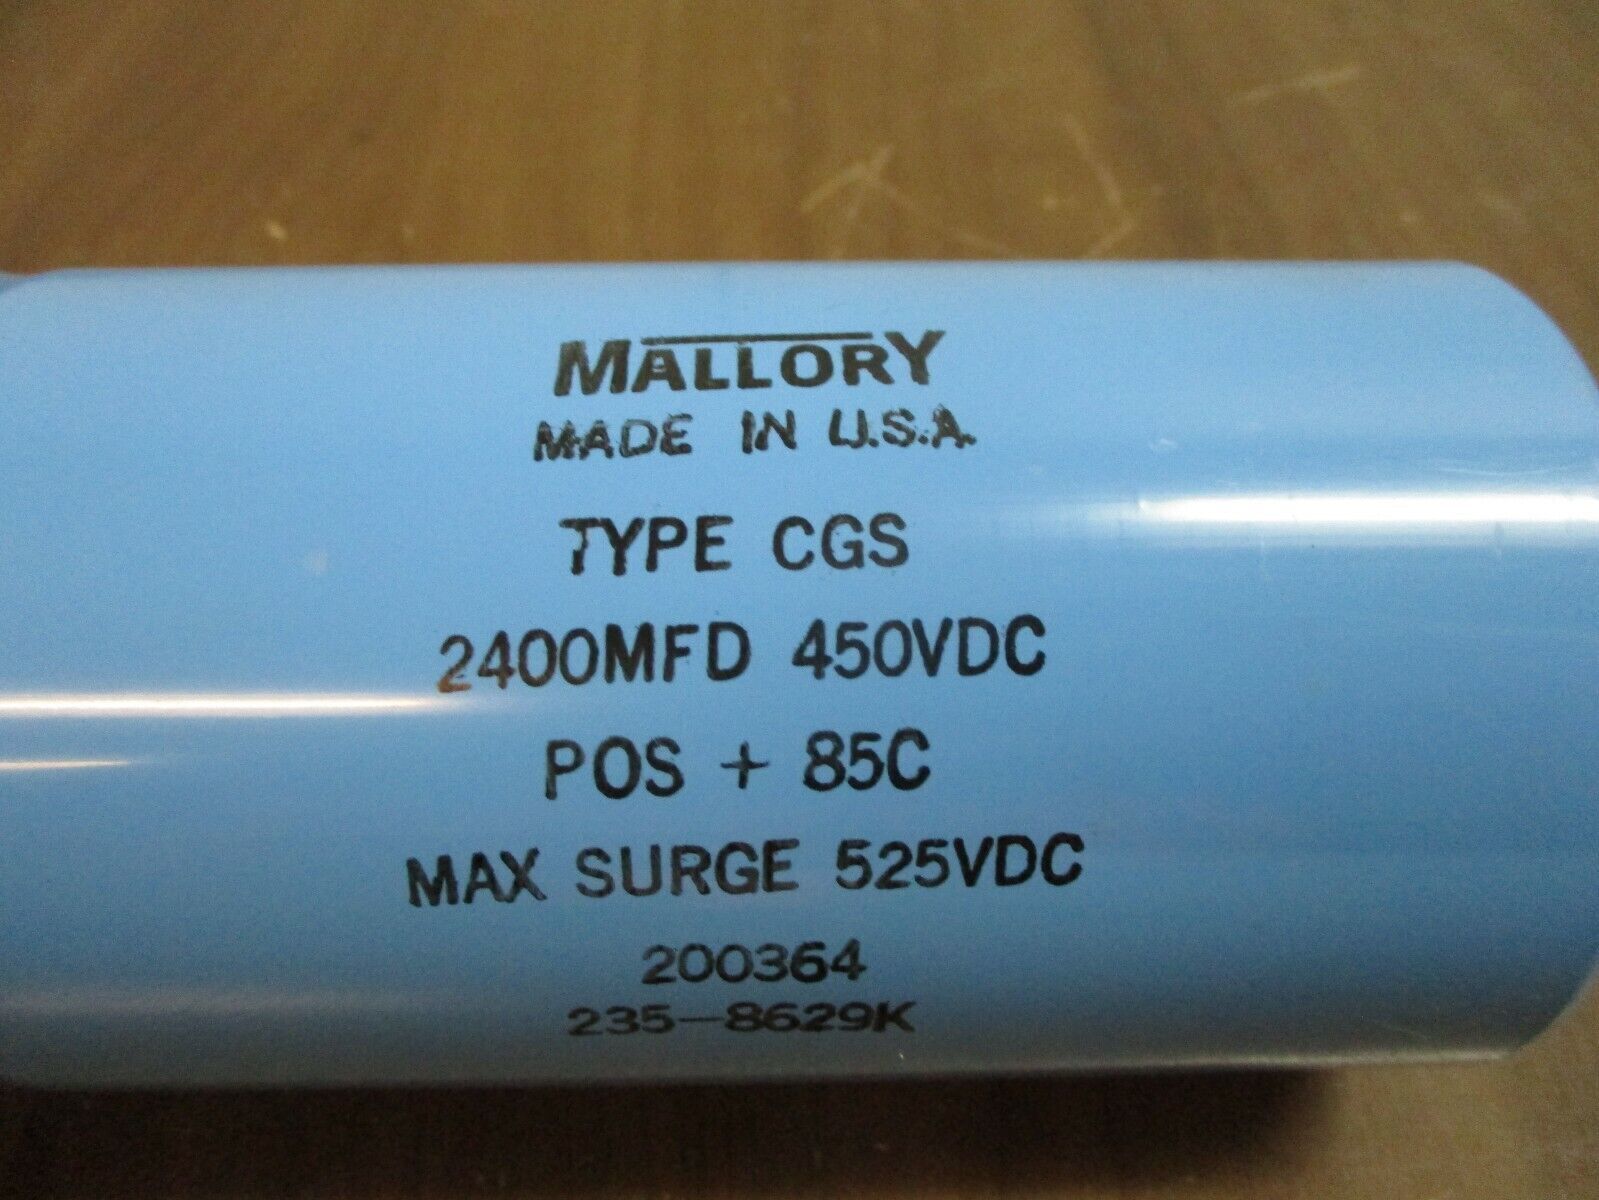 MALLORY
MADE IN U.S.A.
TYPE CGS
2400MFD 450VDC
POS + 85C
MAX SURGE 525VDC
200364
235-8629K